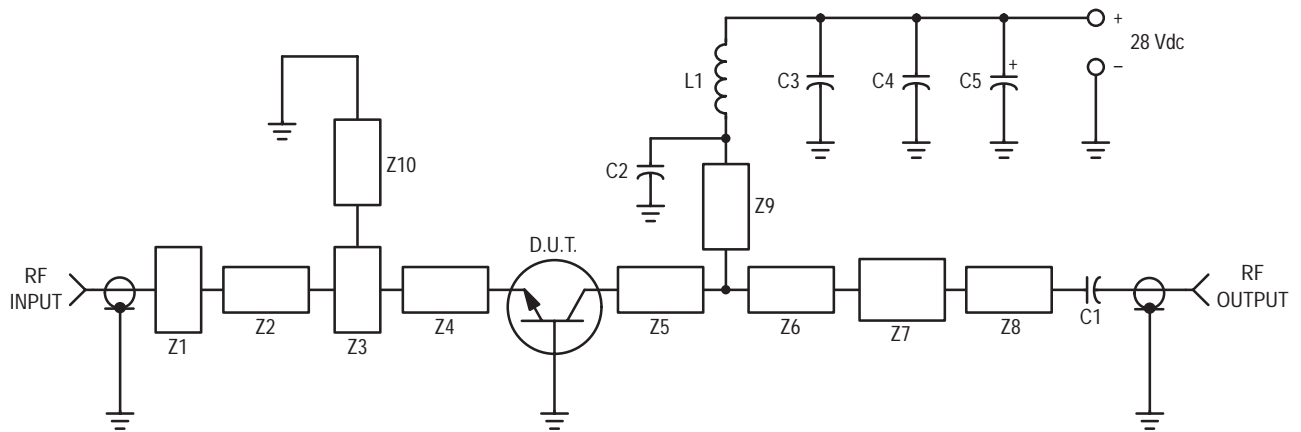 +
28 Vdc
–
L1
C3
C4
C5
+
C2
Z10
Z9
D.U.T.
RF
INPUT
RF
OUTPUT
Z1
Z2
Z3
Z4
Z5
Z6
Z7
Z8
C1